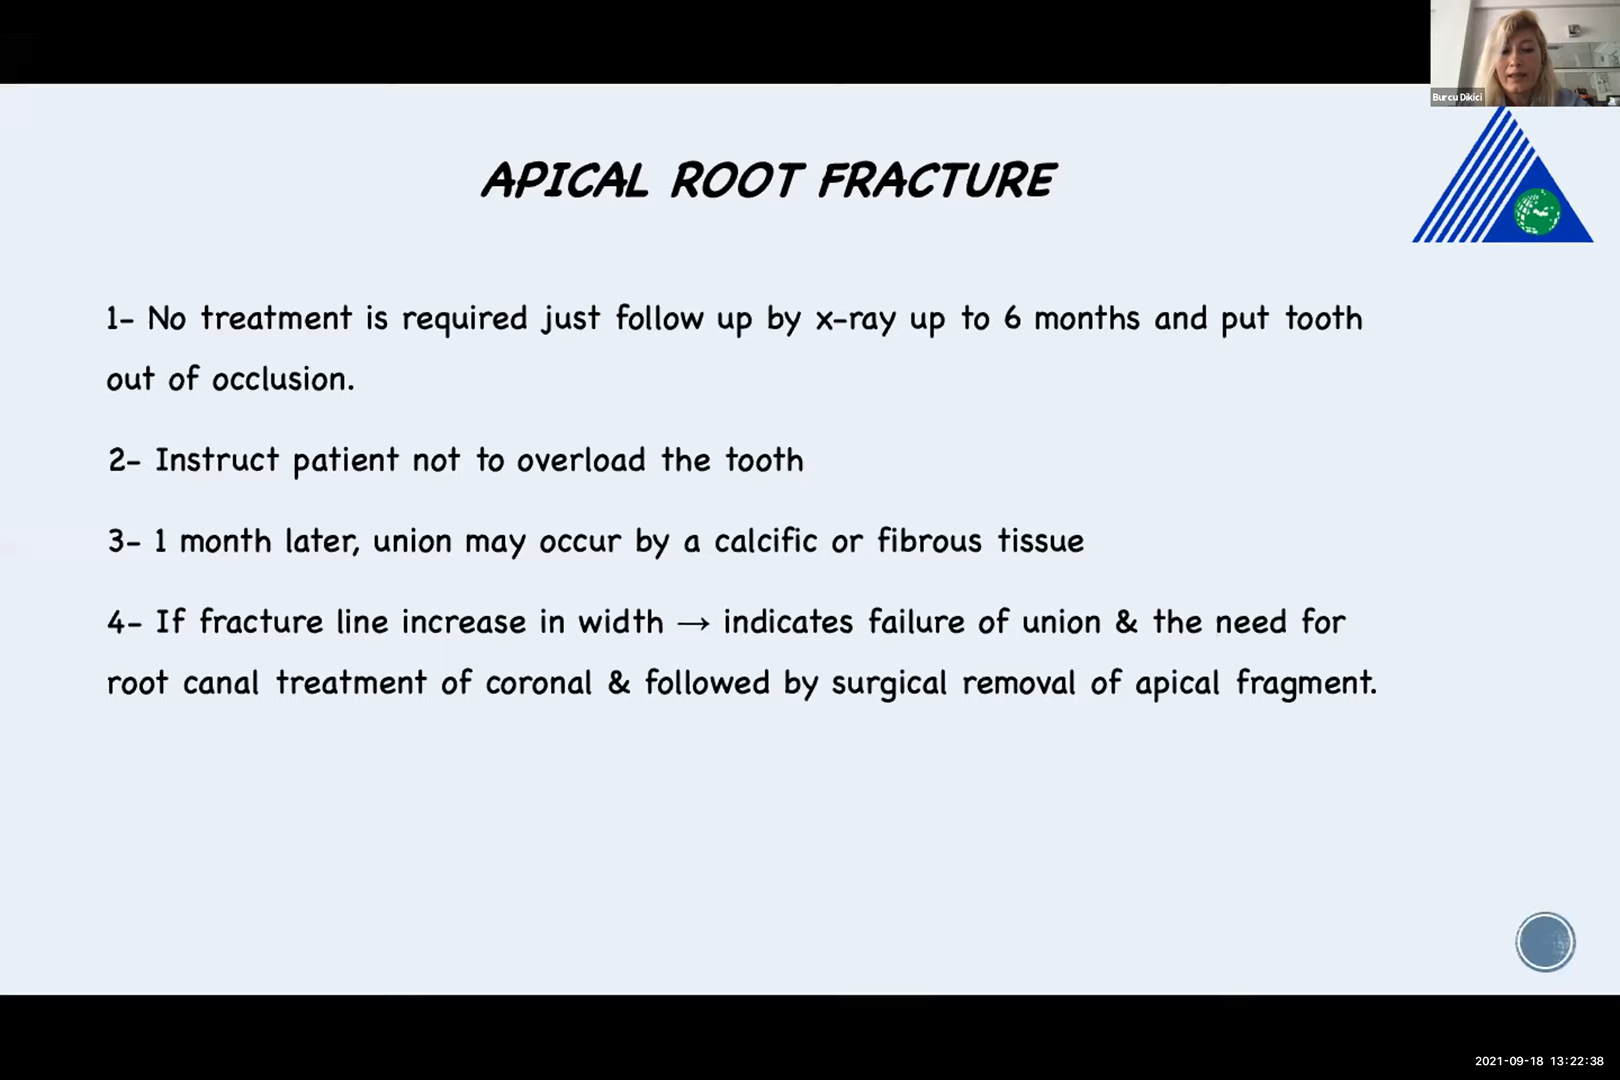 Burcu Dikici
APICAL ROOT FRACTURE
1- No treatment is required just follow up by x-ray up to 6 months and put tooth
out of occlusion.
2- Instruct patient not to overload the tooth
3- 1 month later, union may occur by a calcific or fibrous tissue
4- If fracture line increase in width → indicates failure of union & the need for
root canal treatment of coronal & followed by surgical removal of apical fragment.
2021-09-18 13:22:38